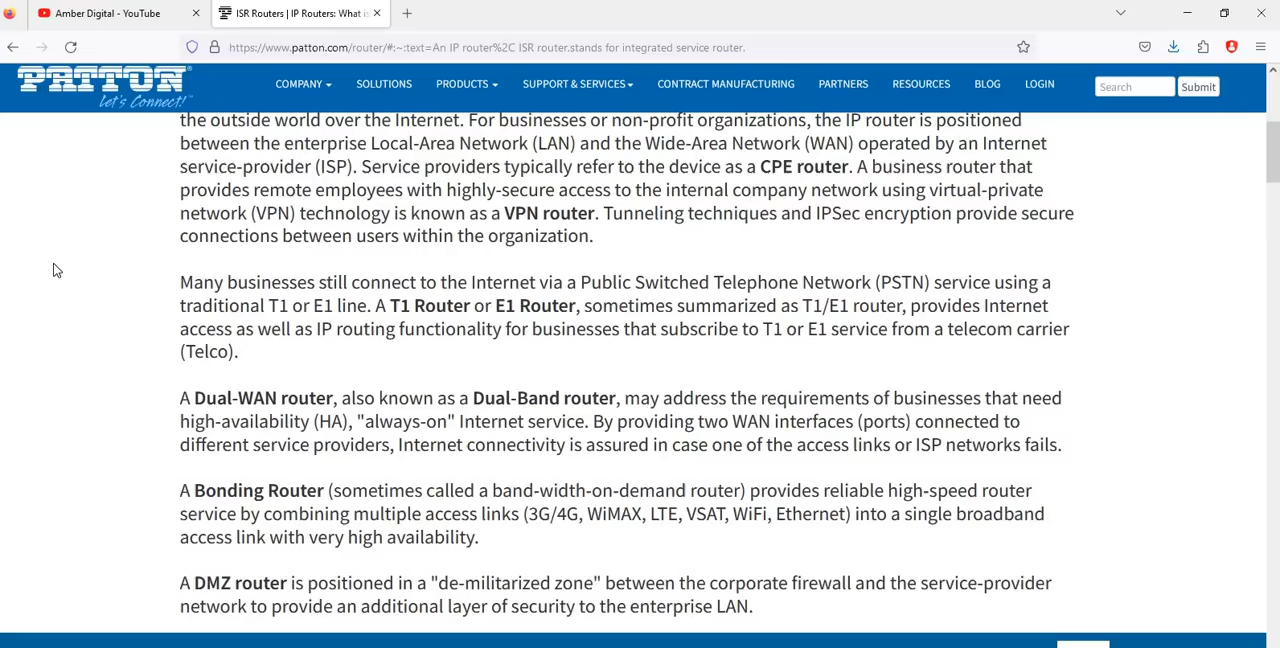 Amber Digital - YouTube
ISR Routers | IP Routers: What is
https://www.patton.com/router/#:~:text=An IP router%2C ISR router.stands for integrated service router.
PATTON
Let's Connect!
COMPANY
SOLUTIONS
PRODUCTS
SUPPORT & SERVICES
CONTRACT MANUFACTURING
PARTNERS
RESOURCES
BLOG
LOGIN
Search
Submit
the outside world over the Internet. For businesses or non-profit organizations, the IP router is positioned
between the enterprise Local-Area Network (LAN) and the Wide-Area Network (WAN) operated by an Internet
service-provider (ISP). Service providers typically refer to the device as a CPE router. A business router that
provides remote employees with highly-secure access to the internal company network using virtual-private
network (VPN) technology is known as a VPN router. Tunneling techniques and IPSec encryption provide secure
connections between users within the organization.
Many businesses still connect to the Internet via a Public Switched Telephone Network (PSTN) service using a
traditional T1 or E1 line. A T1 Router or E1 Router, sometimes summarized as T1/E1 router, provides Internet
access as well as IP routing functionality for businesses that subscribe to T1 or E1 service from a telecom carrier
(Telco).
A Dual-WAN router, also known as a Dual-Band router, may address the requirements of businesses that need
high-availability (HA), "always-on" Internet service. By providing two WAN interfaces (ports) connected to
different service providers, Internet connectivity is assured in case one of the access links or ISP networks fails.
A Bonding Router (sometimes called a band-width-on-demand router) provides reliable high-speed router
service by combining multiple access links (3G/4G, WiMAX, LTE, VSAT, WiFi, Ethernet) into a single broadband
access link with very high availability.
A DMZ router is positioned in a "de-militarized zone" between the corporate firewall and the service-provider
network to provide an additional layer of security to the enterprise LAN.